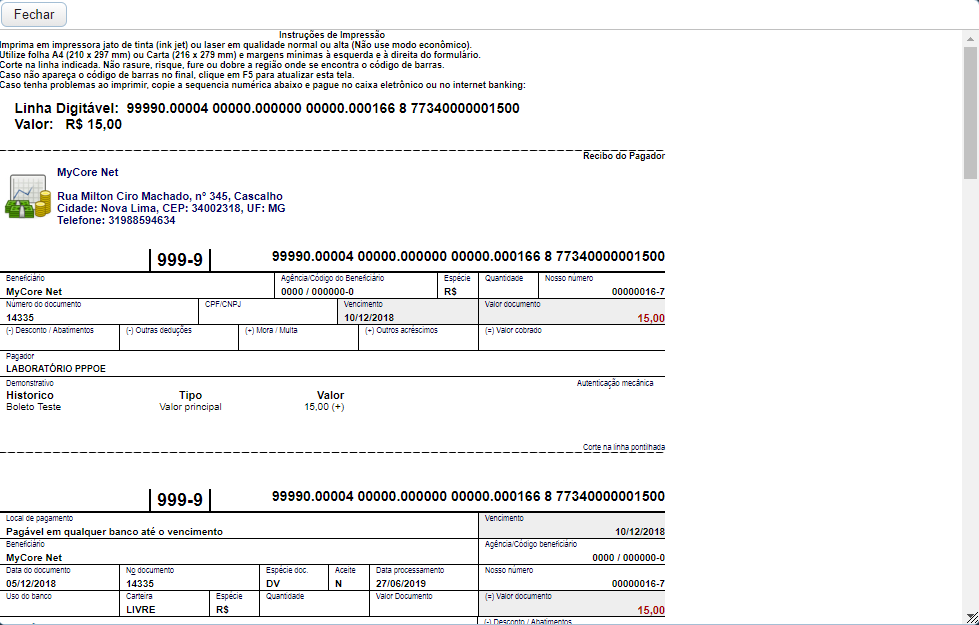 Fechar
Instruções de Impressão
Imprima em impressora jato de tinta (ink jet) ou laser em qualidade normal ou alta (Não use modo econômico).
Utilize folha A4 (210 x 297 mm) ou Carta (216 x 279 mm) e margens mínimas à esquerda e à direita do formulário.
Corte na linha indicada. Não rasure, risque, fure ou dobre a região onde se encontra o código de barras.
Caso não apareça o código de barras no final, clique em F5 para atualizar esta tela.
Caso tenha problemas ao imprimir, copie a sequencia numérica abaixo e pague no caixa eletrônico ou no internet banking:
Linha Digitável: 99990.00004 00000.000000 00000.000166 8 77340000001500
Valor: R$ 15,00
Recibo do Pagador
MyCore Net
Rua Milton Ciro Machado, nº 345, Cascalho
Cidade: Nova Lima, CEP: 34002318, UF: MG
Telefone: 31988594634
999-9 99990.00004 00000.000000 00000.000166 8 77340000001500
Beneficiário Agência/Código do Beneficiário Espécie Quantidade Nosso número
MyCore Net 0000 / 000000-0 R$ 00000016-7
Número do documento CPF/CNPJ Vencimento Valor documento
14335 10/12/2018 15,00
(-) Desconto / Abatimentos (-) Outras deduções (+) Mora / Multa (+) Outros acréscimos (=) Valor cobrado
Pagador
LABORATÓRIO PPPOE
Demonstrativo Autenticação mecânica
Historico Tipo Valor
Boleto Teste Valor principal 15,00 (+)
Corte na linha pontilhada
999-9 99990.00004 00000.000000 00000.000166 8 77340000001500
Local de pagamento Vencimento
Pagável em qualquer banco até o vencimento 10/12/2018
Beneficiário Agência/Código beneficiário
MyCore Net 0000 / 000000-0
Data do documento No documento Espécie doc. Aceite Data processamento Nosso número
05/12/2018 14335 DV N 27/06/2019 00000016-7
Uso do banco Carteira Espécie Quantidade Valor Documento (=) Valor documento
LIVRE R$ 15,00
(-) Desconto / Abatimentos